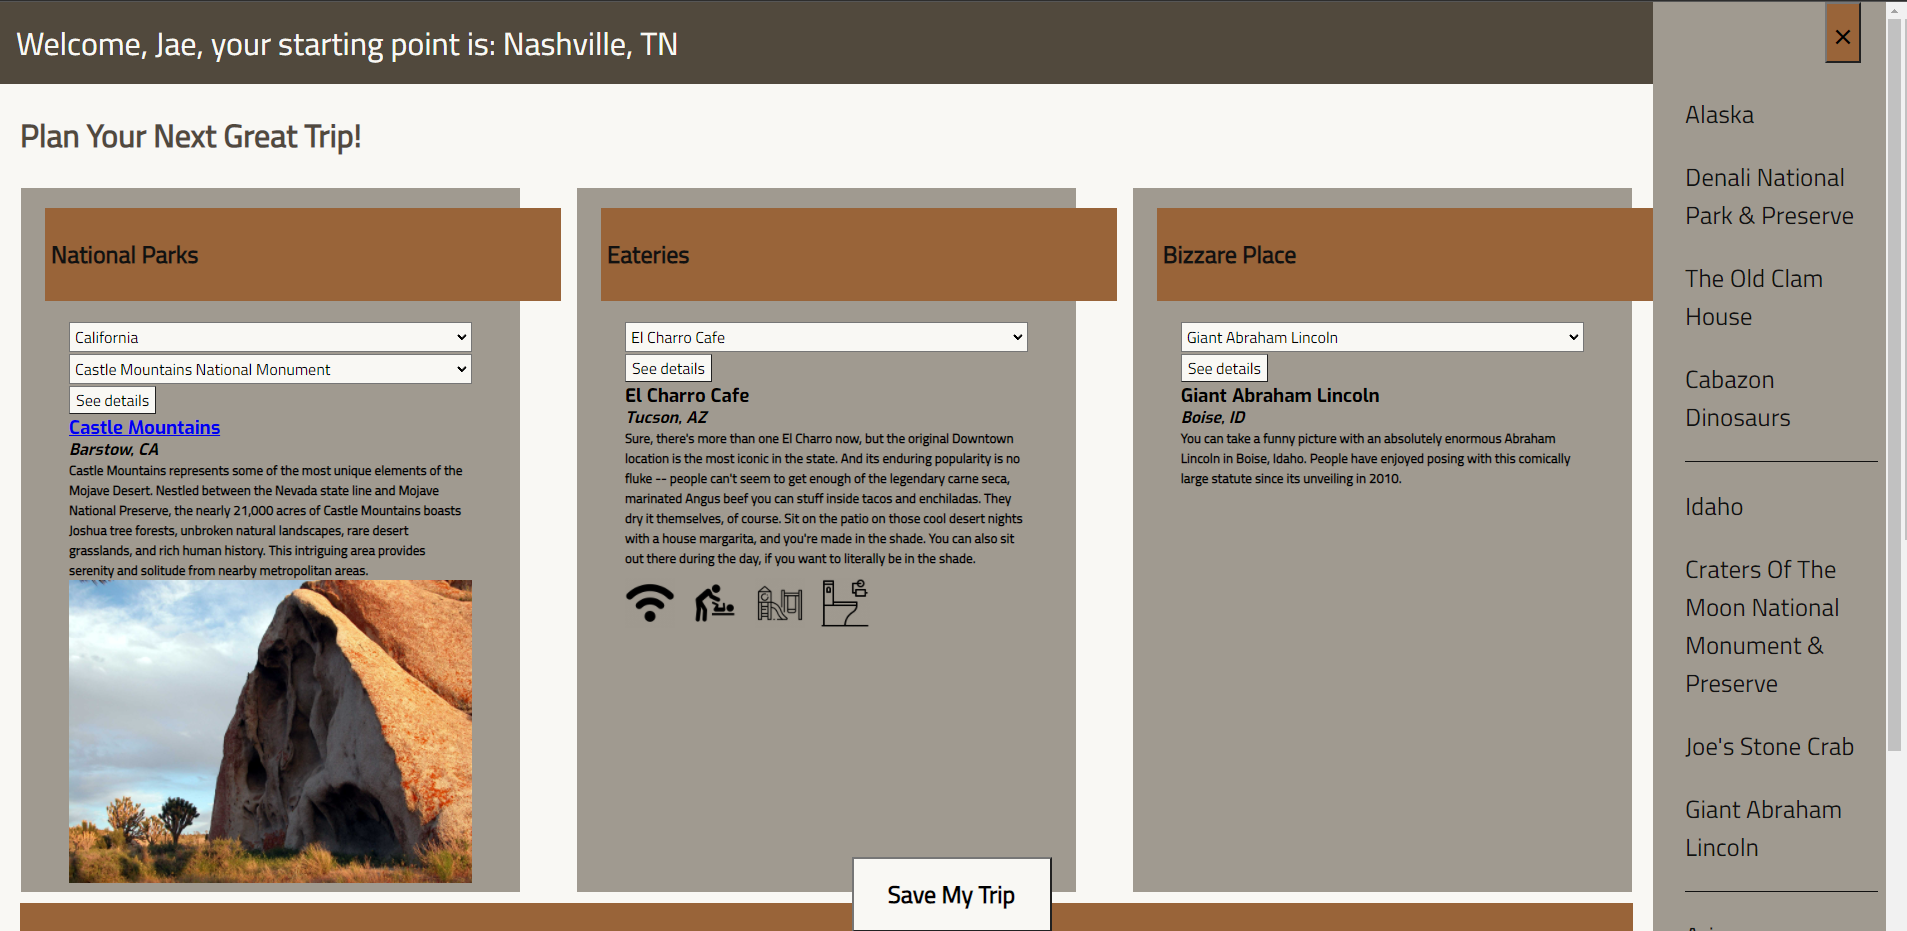 Welcome, Jae, your starting point is: Nashville, TN
×
Plan Your Next Great Trip!
National Parks
California
Castle Mountains National Monument
See details
Castle Mountains
Barstow, CA
Castle Mountains represents some of the most unique elements of the
Mojave Desert. Nestled between the Nevada state line and Mojave
National Preserve, the nearly 21,000 acres of Castle Mountains boasts
Joshua tree forests, unbroken natural landscapes, rare desert
grasslands, and rich human history. This intriguing area provides
serenity and solitude from nearby metropolitan areas.
Eateries
El Charro Cafe
See details
El Charro Cafe
Tucson, AZ
Sure, there's more than one El Charro now, but the original Downtown
location is the most iconic in the state. And its enduring popularity is no
fluke -- people can't seem to get enough of the legendary carne seca,
marinated Angus beef you can stuff inside tacos and enchiladas. They
dry it themselves, of course. Sit on the patio on those cool desert nights
with a house margarita, and you're made in the shade. You can also sit
out there during the day, if you want to literally be in the shade.
Bizzare Place
Giant Abraham Lincoln
See details
Giant Abraham Lincoln
Boise, ID
You can take a funny picture with an absolutely enormous Abraham
Lincoln in Boise, Idaho. People have enjoyed posing with this comically
large statute since its unveiling in 2010.
Save My Trip
Alaska
Denali National
Park & Preserve
The Old Clam
House
Cabazon
Dinosaurs
Idaho
Craters Of The
Moon National
Monument &
Preserve
Joe's Stone Crab
Giant Abraham
Lincoln